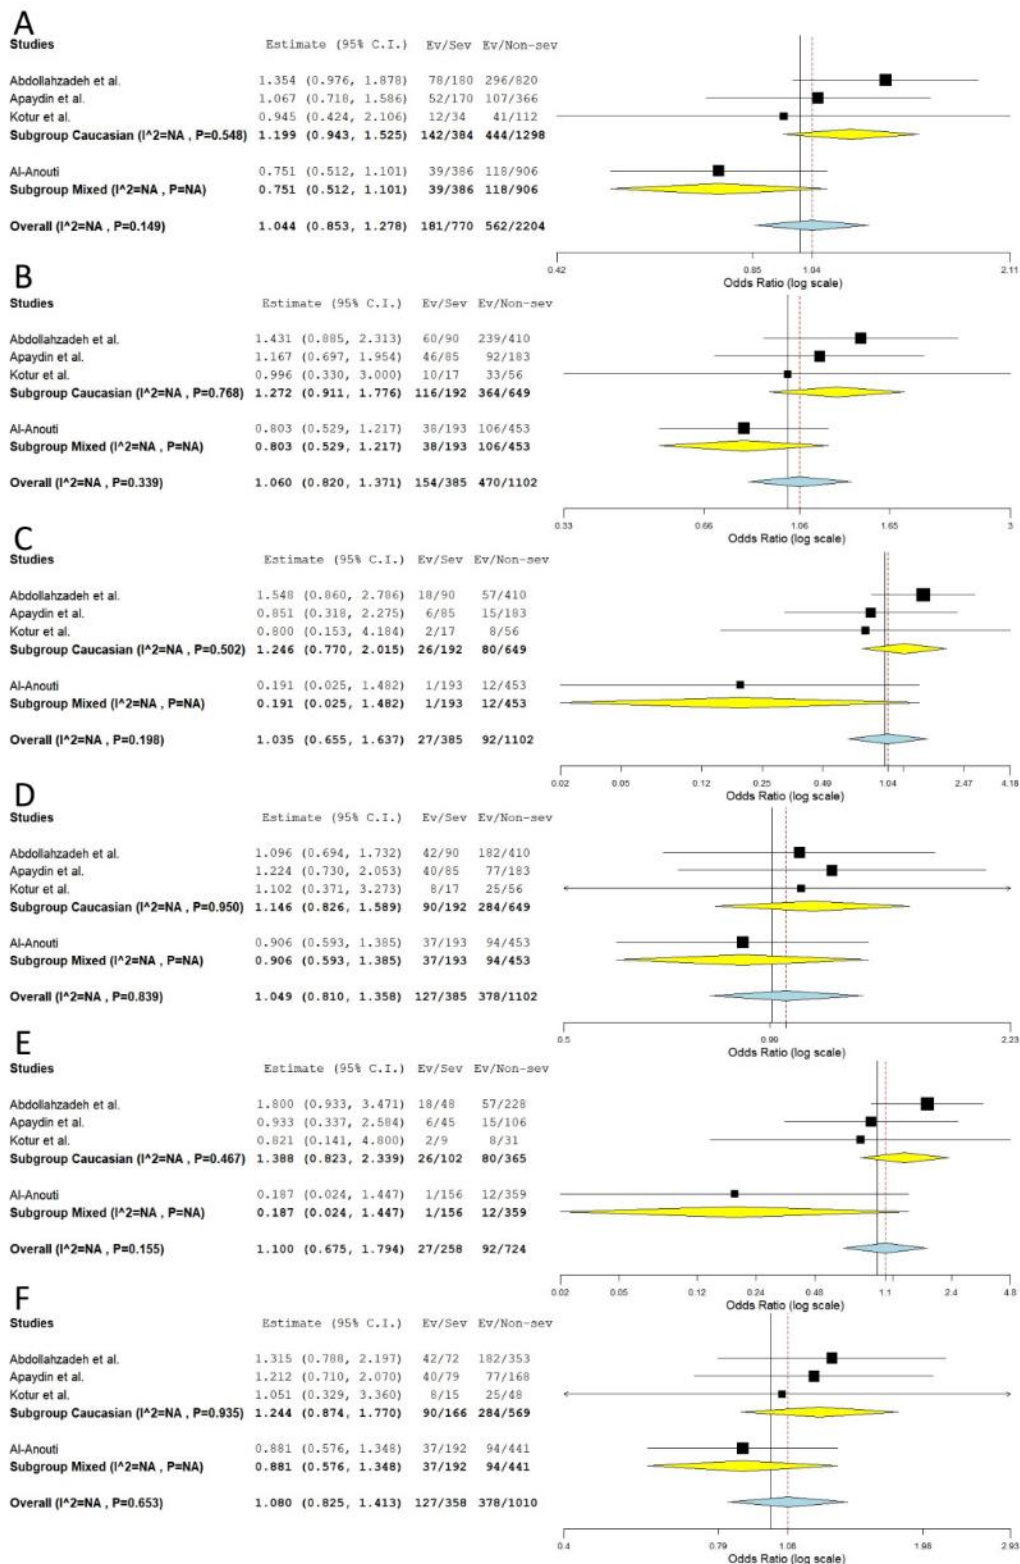 A
Studies Estimate (95% C.I.) Ev/Sev Ev/Non-sev
Abdollahzadeh et al. 1.354 (0.976, 1.878) 78/180 296/820
Apaydin et al. 1.067 (0.718, 1.586) 52/170 107/366
Kotur et al. 0.945 (0.424, 2.106) 12/34 41/112
Subgroup Caucasian (I^2=NA , P=0.548) 1.199 (0.943, 1.525) 142/384 444/1298
Al-Anouti 0.751 (0.512, 1.101) 39/386 118/906
Subgroup Mixed (I^2=NA , P=NA) 0.751 (0.512, 1.101) 39/386 118/906
Overall (I^2=NA , P=0.149) 1.044 (0.853, 1.278) 181/770 562/2204
0.42 0.85 1.04 2.11
Odds Ratio (log scale)
B
Studies Estimate (95% C.I.) Ev/Sev Ev/Non-sev
Abdollahzadeh et al. 1.431 (0.885, 2.313) 60/90 239/410
Apaydin et al. 1.167 (0.697, 1.954) 46/85 92/183
Kotur et al. 0.996 (0.330, 3.000) 10/17 33/56
Subgroup Caucasian (I^2=NA , P=0.768) 1.272 (0.911, 1.776) 116/192 364/649
Al-Anouti 0.803 (0.529, 1.217) 38/193 106/453
Subgroup Mixed (I^2=NA , P=NA) 0.803 (0.529, 1.217) 38/193 106/453
Overall (I^2=NA , P=0.339) 1.060 (0.820, 1.371) 154/385 470/1102
0.33 0.66 1.06 1.65 3
Odds Ratio (log scale)
C
Studies Estimate (95% C.I.) Ev/Sev Ev/Non-sev
Abdollahzadeh et al. 1.548 (0.860, 2.786) 18/90 57/410
Apaydin et al. 0.851 (0.318, 2.275) 6/85 15/183
Kotur et al. 0.800 (0.153, 4.184) 2/17 8/56
Subgroup Caucasian (I^2=NA , P=0.502) 1.246 (0.770, 2.015) 26/192 80/649
Al-Anouti 0.191 (0.025, 1.482) 1/193 12/453
Subgroup Mixed (I^2=NA , P=NA) 0.191 (0.025, 1.482) 1/193 12/453
Overall (I^2=NA , P=0.198) 1.035 (0.655, 1.637) 27/385 92/1102
0.02 0.05 0.12 0.25 0.49 1.04 2.47 4.18
Odds Ratio (log scale)
D
Studies Estimate (95% C.I.) Ev/Sev Ev/Non-sev
Abdollahzadeh et al. 1.096 (0.694, 1.732) 42/90 182/410
Apaydin et al. 1.224 (0.730, 2.053) 40/85 77/183
Kotur et al. 1.102 (0.371, 3.273) 8/17 25/56
Subgroup Caucasian (I^2=NA , P=0.950) 1.146 (0.826, 1.589) 90/192 284/649
Al-Anouti 0.906 (0.593, 1.385) 37/193 94/453
Subgroup Mixed (I^2=NA , P=NA) 0.906 (0.593, 1.385) 37/193 94/453
Overall (I^2=NA , P=0.839) 1.049 (0.810, 1.358) 127/385 378/1102
0.5 0.99 2.23
Odds Ratio (log scale)
E
Studies Estimate (95% C.I.) Ev/Sev Ev/Non-sev
Abdollahzadeh et al. 1.800 (0.933, 3.471) 18/48 57/228
Apaydin et al. 0.933 (0.337, 2.584) 6/45 15/106
Kotur et al. 0.821 (0.141, 4.800) 2/9 8/31
Subgroup Caucasian (I^2=NA , P=0.467) 1.388 (0.823, 2.339) 26/102 80/365
Al-Anouti 0.187 (0.024, 1.447) 1/156 12/359
Subgroup Mixed (I^2=NA , P=NA) 0.187 (0.024, 1.447) 1/156 12/359
Overall (I^2=NA , P=0.155) 1.100 (0.675, 1.794) 27/258 92/724
0.02 0.05 0.12 0.24 0.48 1.1 2.4 4.8
Odds Ratio (log scale)
F
Studies Estimate (95% C.I.) Ev/Sev Ev/Non-sev
Abdollahzadeh et al. 1.315 (0.788, 2.197) 42/72 182/353
Apaydin et al. 1.212 (0.710, 2.070) 40/79 77/168
Kotur et al. 1.051 (0.329, 3.360) 8/15 25/48
Subgroup Caucasian (I^2=NA , P=0.935) 1.244 (0.874, 1.770) 90/166 284/569
Al-Anouti 0.881 (0.576, 1.348) 37/192 94/441
Subgroup Mixed (I^2=NA , P=NA) 0.881 (0.576, 1.348) 37/192 94/441
Overall (I^2=NA , P=0.653) 1.080 (0.825, 1.413) 127/358 378/1010
0.4 0.79 1.08 1.98 2.93
Odds Ratio (log scale)